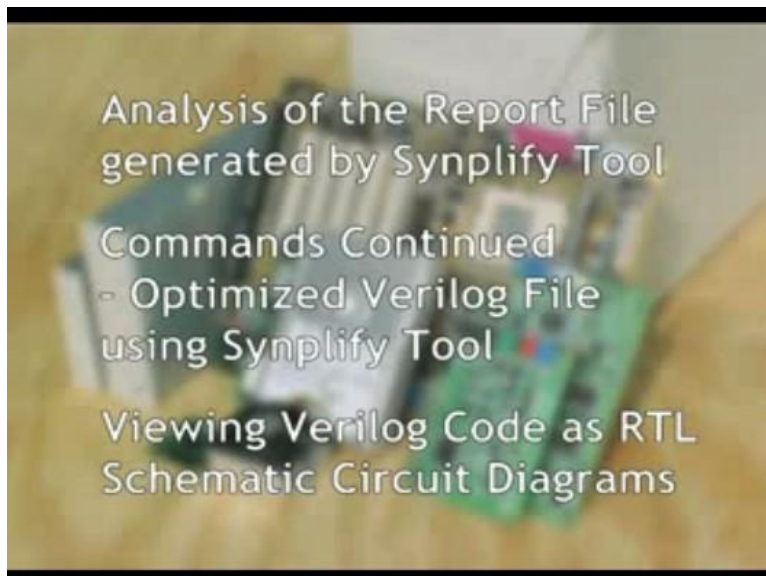 Analysis of the Report File
generated by Synplify Tool
Commands Continued
- Optimized Verilog File
using Synplify Tool
Viewing Verilog Code as RTL
Schematic Circuit Diagrams